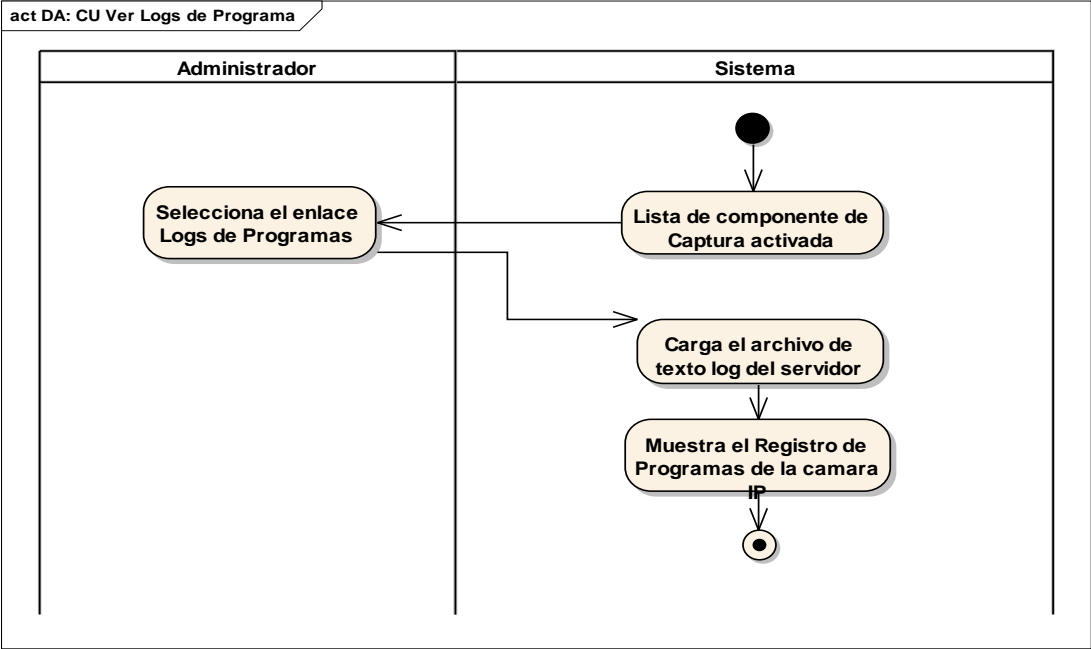 act DA: CU Ver Logs de Programa
Administrador
Sistema
Lista de componente de
Captura activada
Selecciona el enlace
Logs de Programas
Carga el archivo de
texto log del servidor
Muestra el Registro de
Programas de la camara
IP